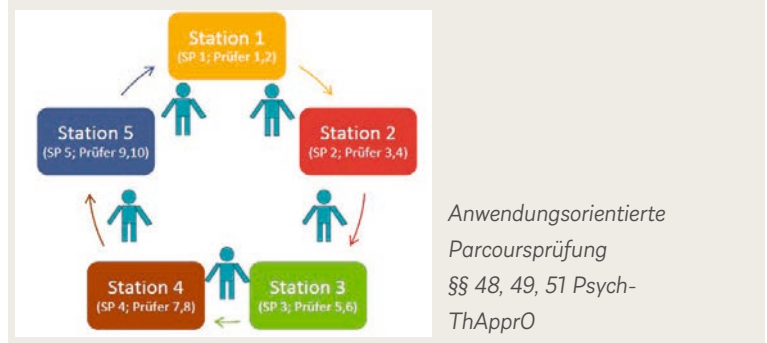 Station 1
(SP 1; Prüfer 1,2)
Station 2
(SP 2; Prüfer 3,4)
Station 3
(SP 3; Prüfer 5,6)
Station 4
(SP 4; Prüfer 7,8)
Station 5
(SP 5; Prüfer 9,10)
Anwendungsorientierte
Parcoursprüfung
§§ 48, 49, 51 Psych-
ThApprO